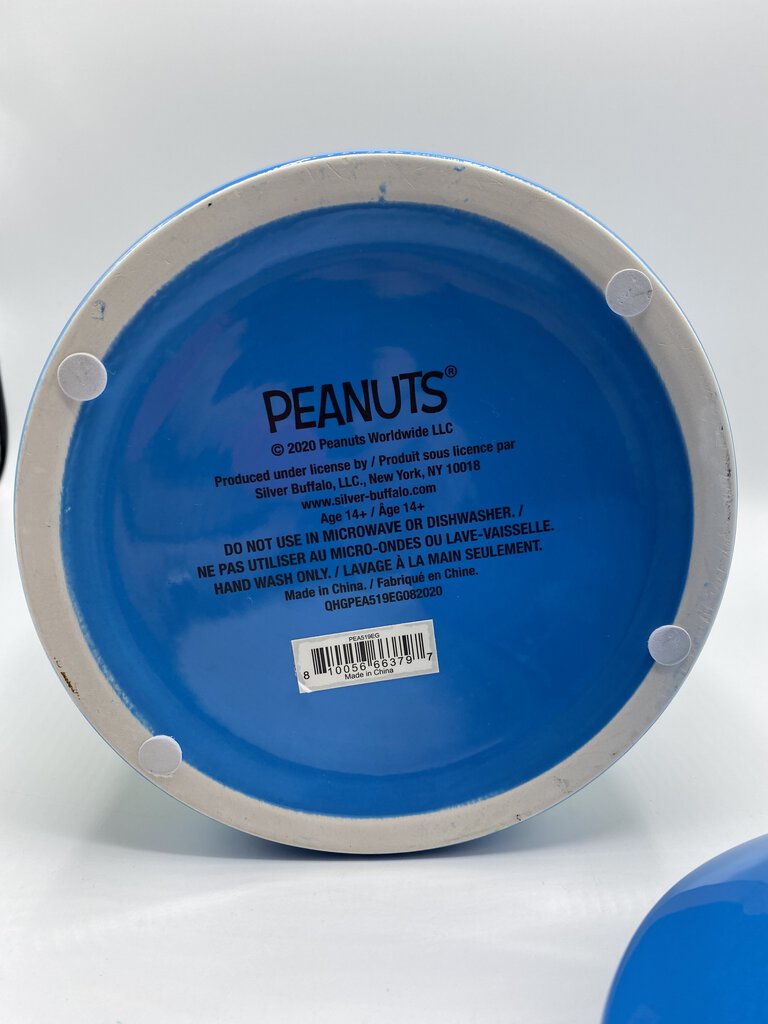 PEANUTS®
© 2020 Peanuts Worldwide LLC
Produced under license by / Produit sous licence par
Silver Buffalo, LLC., New York, NY 10018
www.silver-buffalo.com
Age 14+ / Âge 14+
DO NOT USE IN MICROWAVE OR DISHWASHER. /
NE PAS UTILISER AU MICRO-ONDES OU LAVE-VAISSELLE.
HAND WASH ONLY. / LAVAGE À LA MAIN SEULEMENT.
Made in China. / Fabriqué en Chine.
QHGPEA519EG082020
PEA519EG
8 10056 66379 7
Made in China